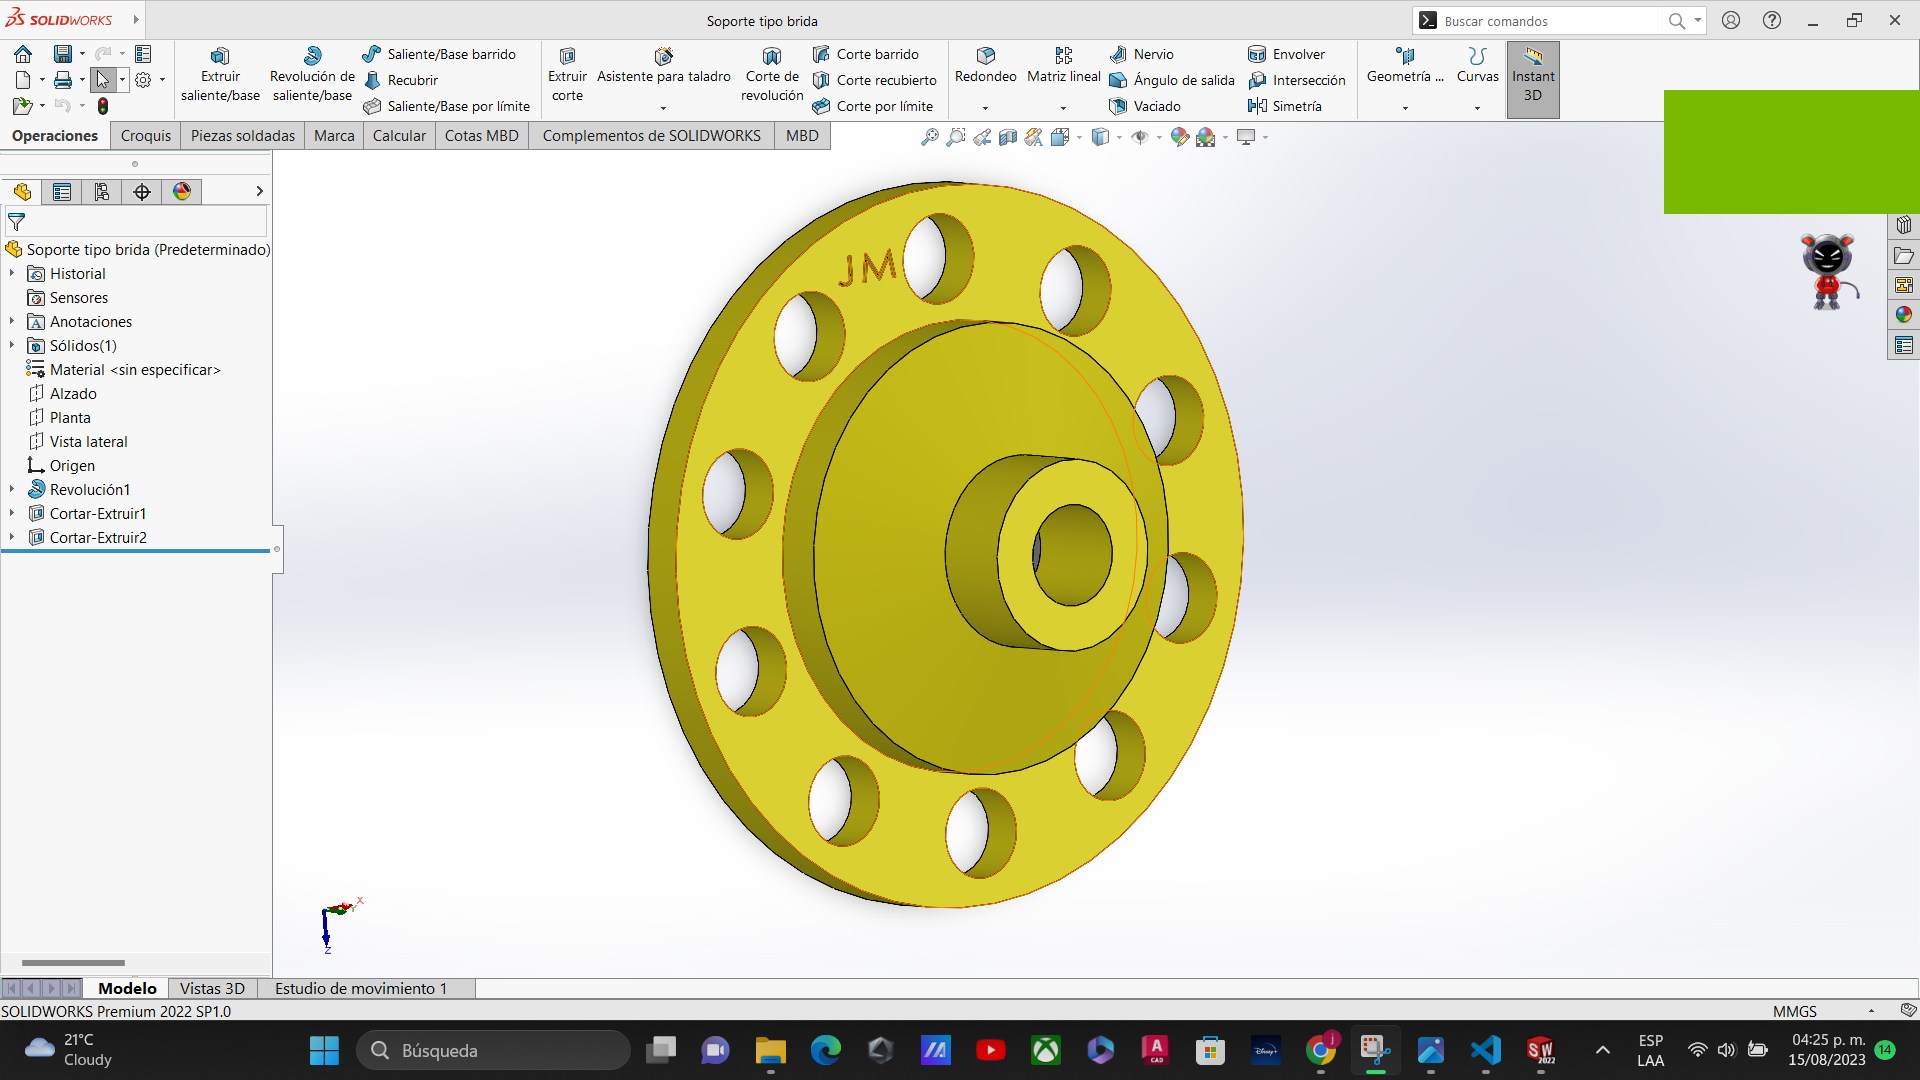 SOLIDWORKS
Soporte tipo brida
Buscar comandos
Extruir saliente/base
Revolución de saliente/base
Saliente/Base barrido
Recubrir
Saliente/Base por límite
Extruir corte
Asistente para taladro
Corte de revolución
Corte barrido
Corte recubierto
Corte por límite
Redondeo
Matriz lineal
Nervio
Ángulo de salida
Vaciado
Envolver
Intersección
Simetría
Geometría ...
Curvas
Instant 3D
Operaciones
Croquis
Piezas soldadas
Marca
Calcular
Cotas MBD
Complementos de SOLIDWORKS
MBD
Soporte tipo brida (Predeterminado)
Historial
Sensores
Anotaciones
Sólidos(1)
Material <sin especificar>
Alzado
Planta
Vista lateral
Origen
Revolución1
Cortar-Extruir1
Cortar-Extruir2
JM
X
Y
Z
Modelo
Vistas 3D
Estudio de movimiento 1
SOLIDWORKS Premium 2022 SP1.0
MMGS
21°C
Cloudy
Búsqueda
Disney+
A
CAD
j
SW
2022
ESP
LAA
04:25 p. m.
15/08/2023
14